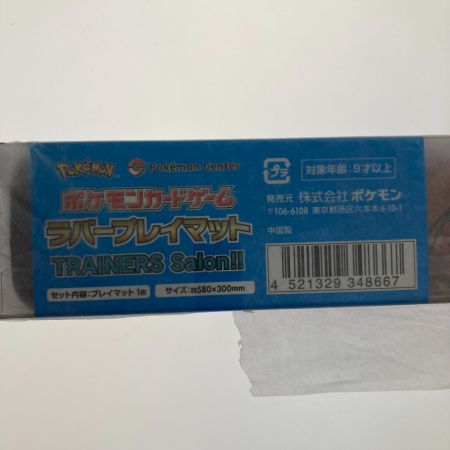 Pokémon
Pokémon Center
ポケモンカードゲーム
ラバープレイマット
TRAINERS Salon!!
セット内容：プレイマット 1枚
サイズ：約580×300mm
プラ
対象年齢：9才以上
発売元 株式会社ポケモン
〒106-6108 東京都港区六本木6-10-1
中国製
4 521329 348667